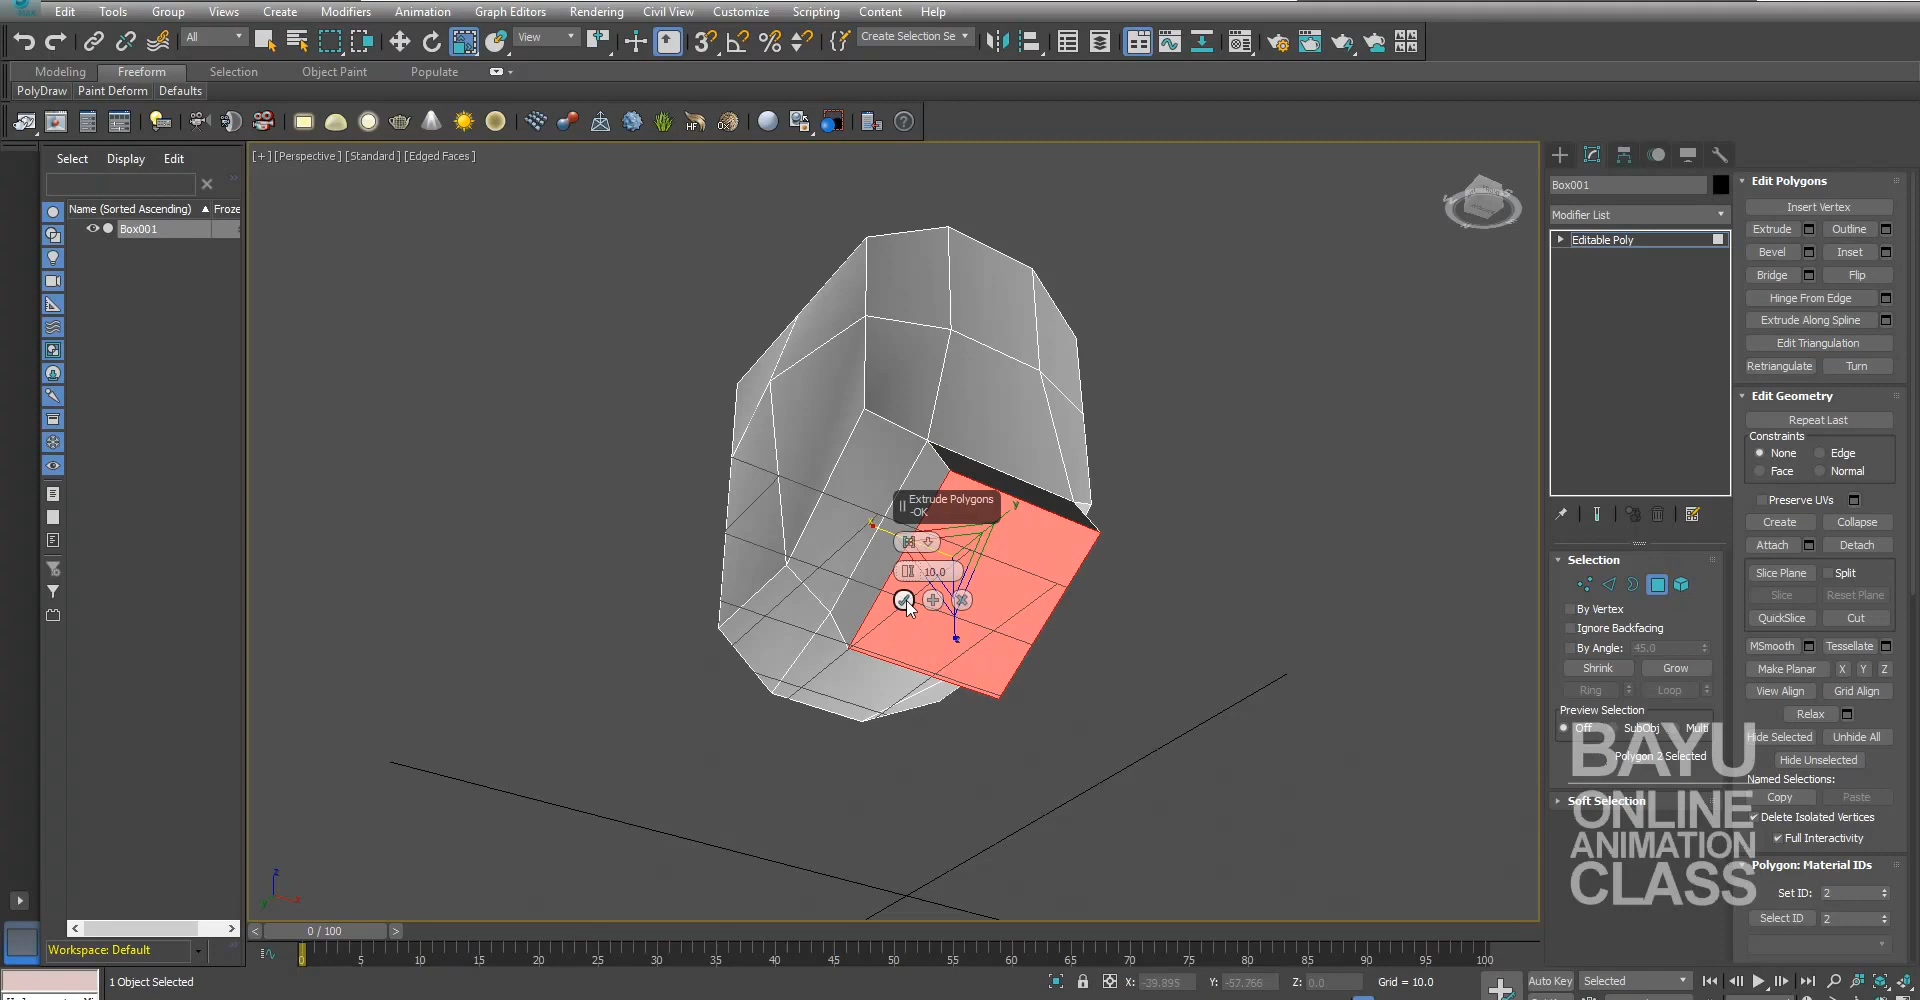 Edit Tools Group Views Create Modifiers Animation Graph Editors Rendering Civil View Customize Scripting Content Help
All View Create Selection Se
Modeling Freeform Selection Object Paint Populate
PolyDraw Paint Deform Defaults
Select Display Edit
Name (Sorted Ascending) Froze
Box001
[+] [Perspective] [Standard] [Edged Faces]
Extrude Polygons
-OK
10.0
y
z
x
y
Box001
Modifier List
Editable Poly
Selection
By Vertex
Ignore Backfacing
By Angle: 45.0
Shrink Grow
Ring Loop
Preview Selection
Off SubObj Multi
Polygon 2 Selected
Soft Selection
Edit Polygons
Insert Vertex
Extrude Outline
Bevel Inset
Bridge Flip
Hinge From Edge
Extrude Along Spline
Edit Triangulation
Retriangulate Turn
Edit Geometry
Repeat Last
Constraints
None Edge
Face Normal
Preserve UVs
Create Collapse
Attach Detach
Slice Plane Split
Slice Reset Plane
QuickSlice Cut
MSmooth Tessellate
Make Planar X Y Z
View Align Grid Align
Relax
Hide Selected Unhide All
Hide Unselected
Named Selections:
Copy Paste
Delete Isolated Vertices
Full Interactivity
Polygon: Material IDs
Set ID: 2
Select ID 2
BAYU
ONLINE
ANIMATION
CLASS
< 0 / 100 >
Workspace: Default
0 5 10 15 20 25 30 35 40 45 50 55 60 65 70 75 80 85 90 95 100
1 Object Selected
X: -39.895 Y: -57.766 Z: 0.0 Grid = 10.0
Auto Key Selected